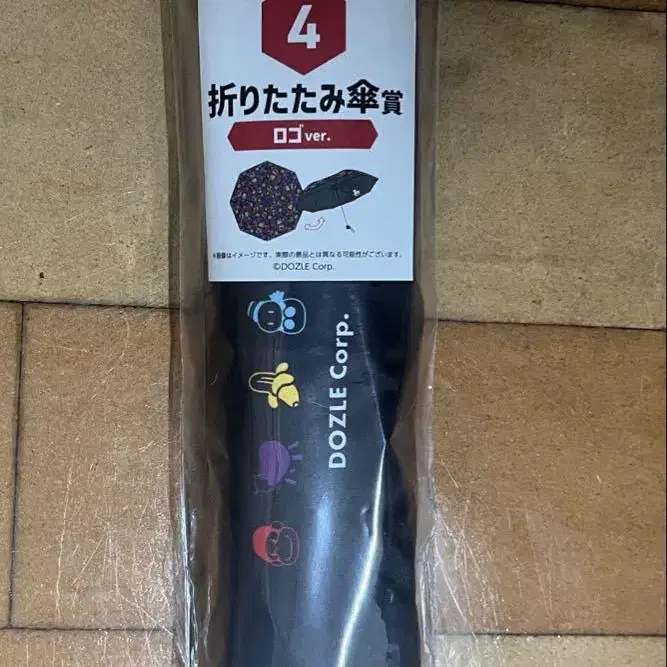 4
折りたたみ傘賞
ロゴver.
※画像はイメージです。実際の景品とは異なる可能性がございます。
©DOZLE Corp.
DOZLE Corp.